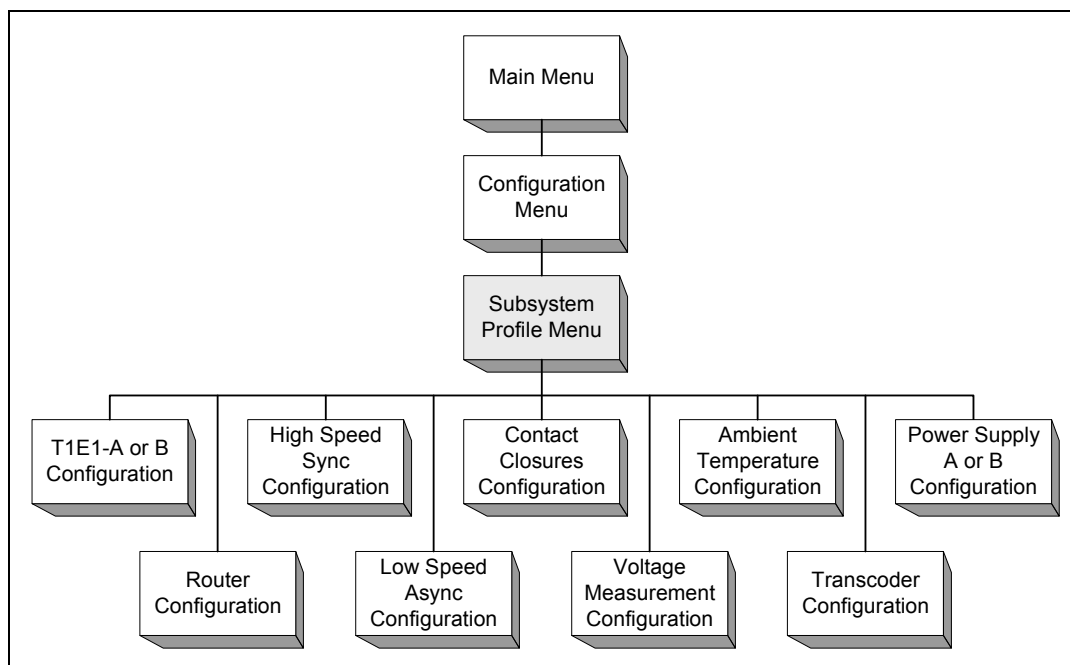 Main Menu
Configuration
Menu
Subsystem
Profile Menu
T1E1-A or B
Configuration
High Speed
Sync
Configuration
Contact
Closures
Configuration
Ambient
Temperature
Configuration
Power Supply
A or B
Configuration
Router
Configuration
Low Speed
Async
Configuration
Voltage
Measurement
Configuration
Transcoder
Configuration